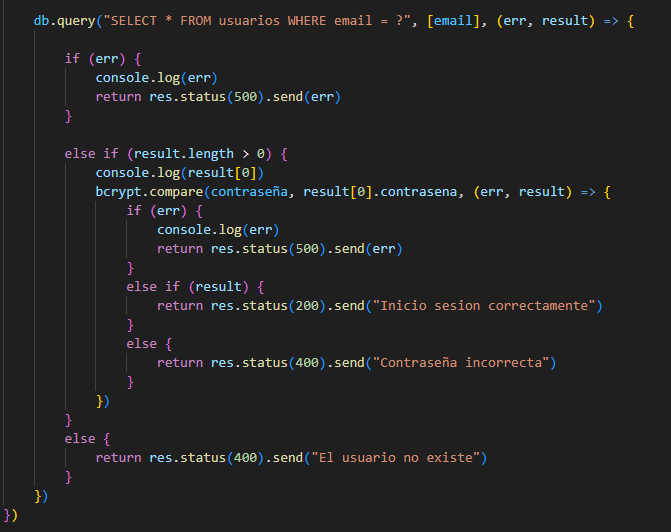 db.query("SELECT * FROM usuarios WHERE email = ?", [email], (err, result) => {
if (err) {
console.log(err)
return res.status(500).send(err)
}
else if (result.length > 0) {
console.log(result[0])
bcrypt.compare(contraseña, result[0].contrasena, (err, result) => {
if (err) {
console.log(err)
return res.status(500).send(err)
}
else if (result) {
return res.status(200).send("Inicio sesion correctamente")
}
else {
return res.status(400).send("Contraseña incorrecta")
}
})
}
else {
return res.status(400).send("El usuario no existe")
}
})
})